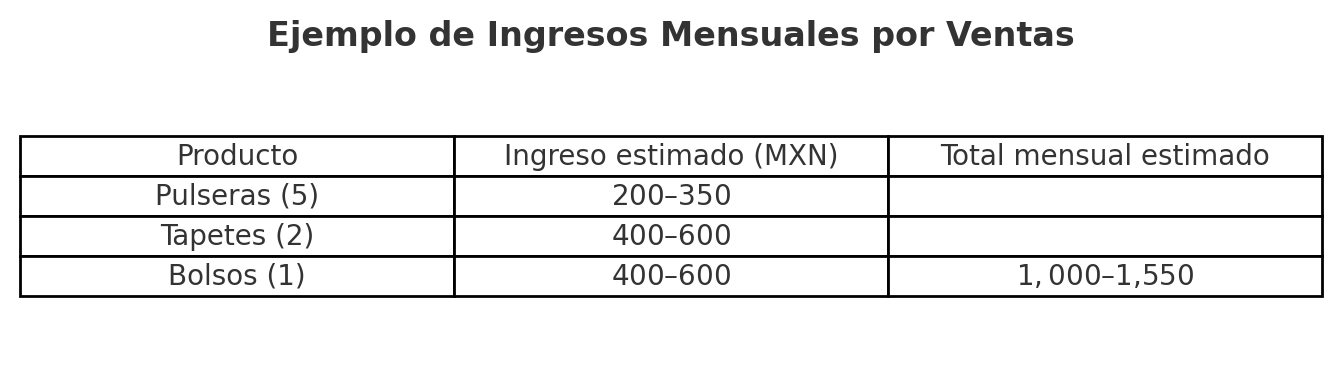 Ejemplo de Ingresos Mensuales por Ventas
Producto Ingreso estimado (MXN) Total mensual estimado
Pulseras (5) 200–350
Tapetes (2) 400–600
Bolsos (1) 400–600 1, 000–1,550